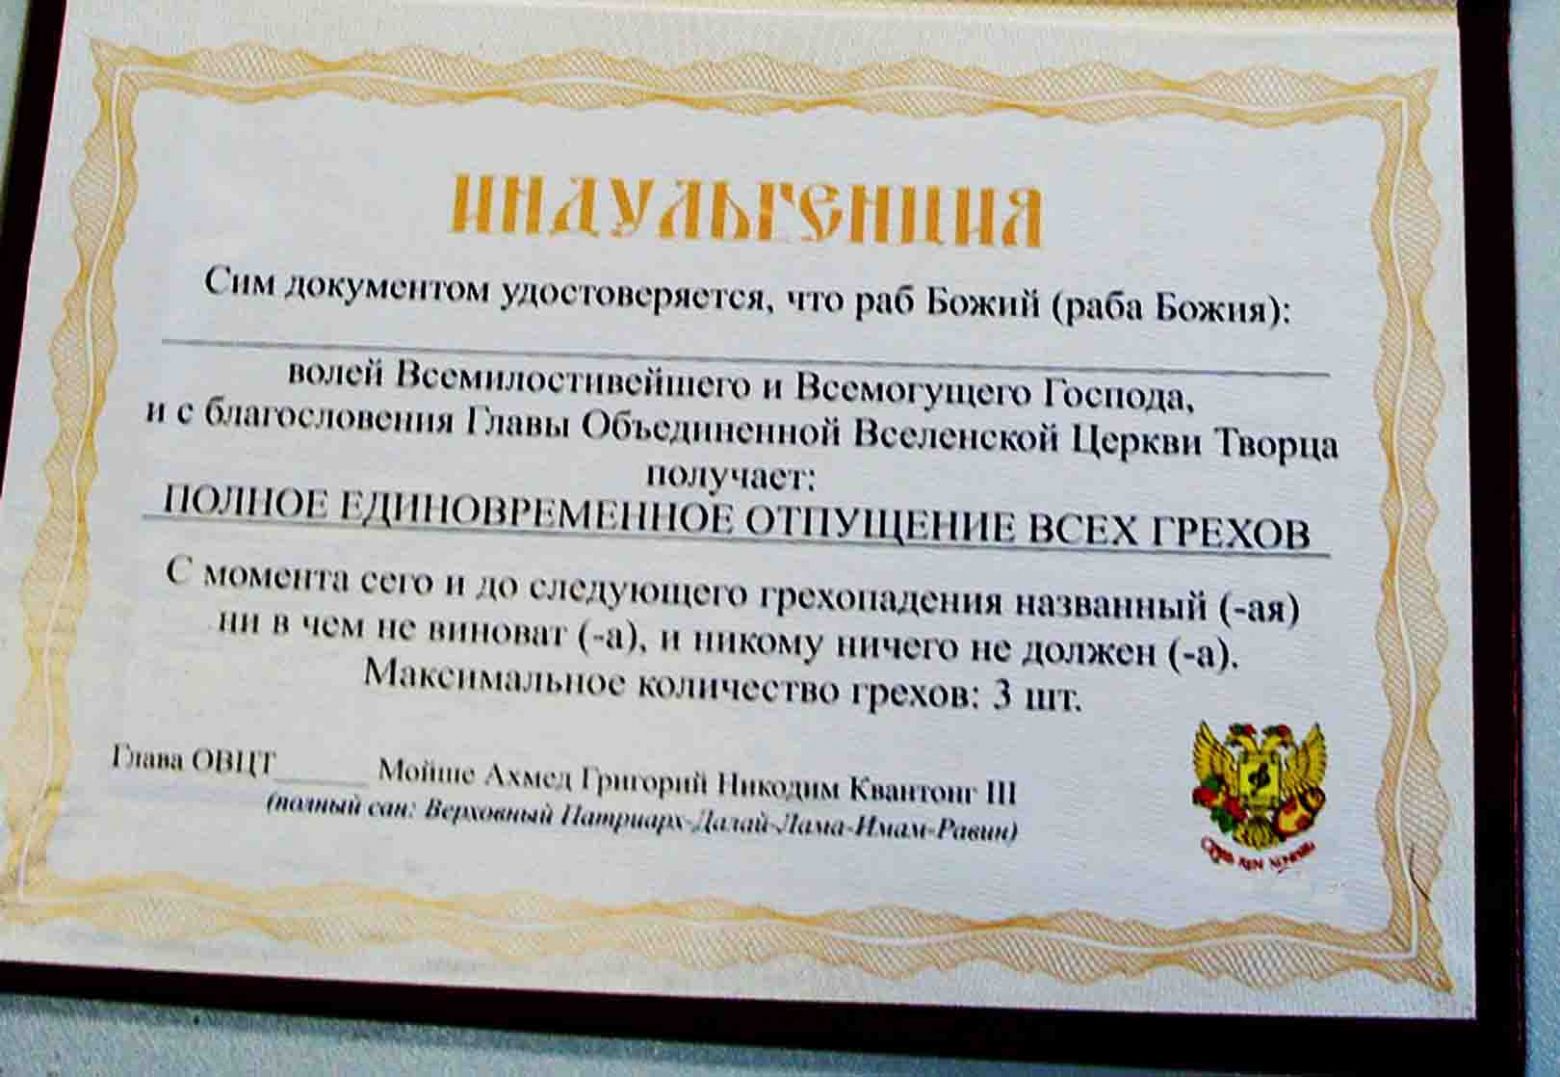 ИНДУЛЬГЕНЦИЯ
Сим документом удостоверяется, что раб Божий (раба Божия):
волей Всемилостивейшего и Всемогущего Господа,
и с благословения Главы Объединенной Вселенской Церкви Творца
получает:
ПОЛНОЕ ЕДИНОВРЕМЕННОЕ ОТПУЩЕНИЕ ВСЕХ ГРЕХОВ
С момента сего и до следующего грехопадения названный (-ая)
ни в чем не виноват (-а), и никому ничего не должен (-а).
Максимальное количество грехов: 3 шт.
Глава ОВЦТ______ Мойше Ахмед Григорий Никодим Квантонг III
(полный сан: Верховный Патриарх-Далай-Лама-Имам-Равин)